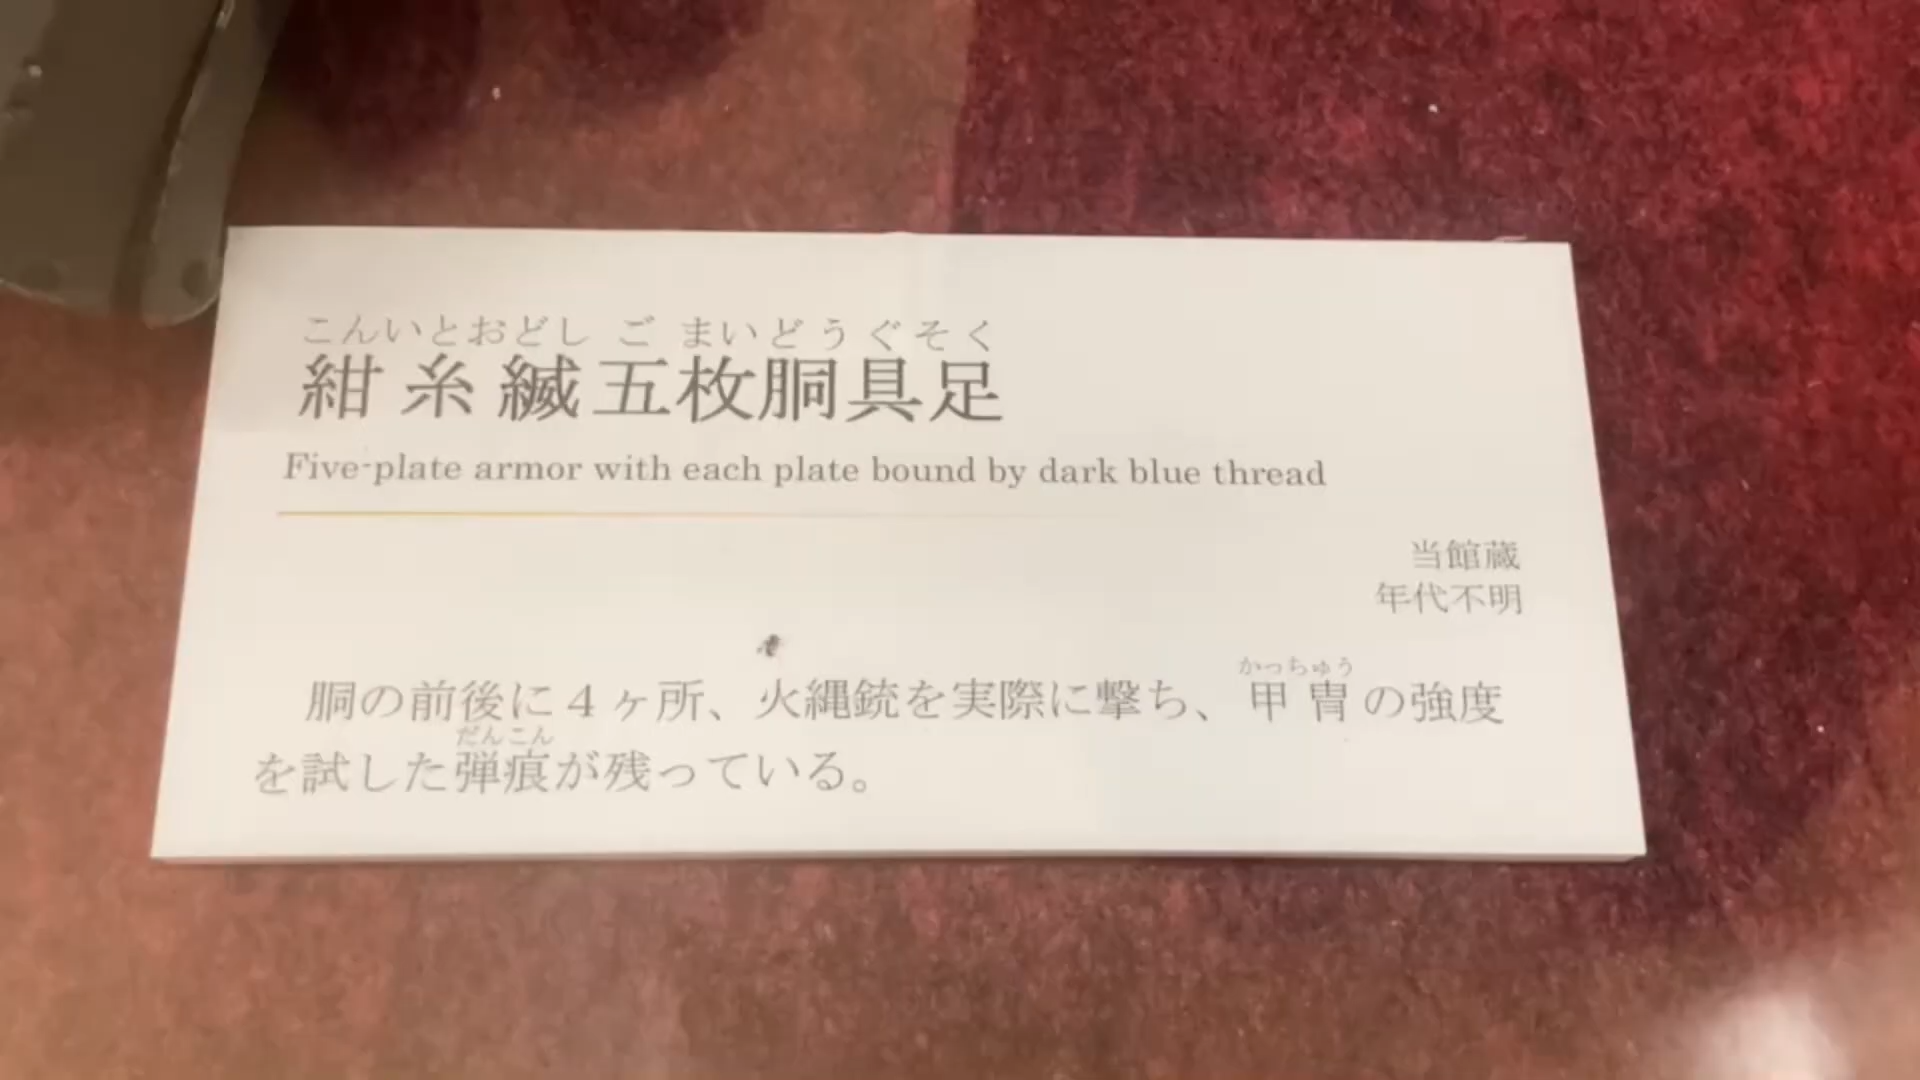 こんいとおどし ご まいどうぐそく
紺糸縅五枚胴具足
Five-plate armor with each plate bound by dark blue thread
当館蔵
年代不明
かっちゅう
胴の前後に４ヶ所、火縄銃を実際に撃ち、甲冑の強度
だんこん
を試した弾痕が残っている。